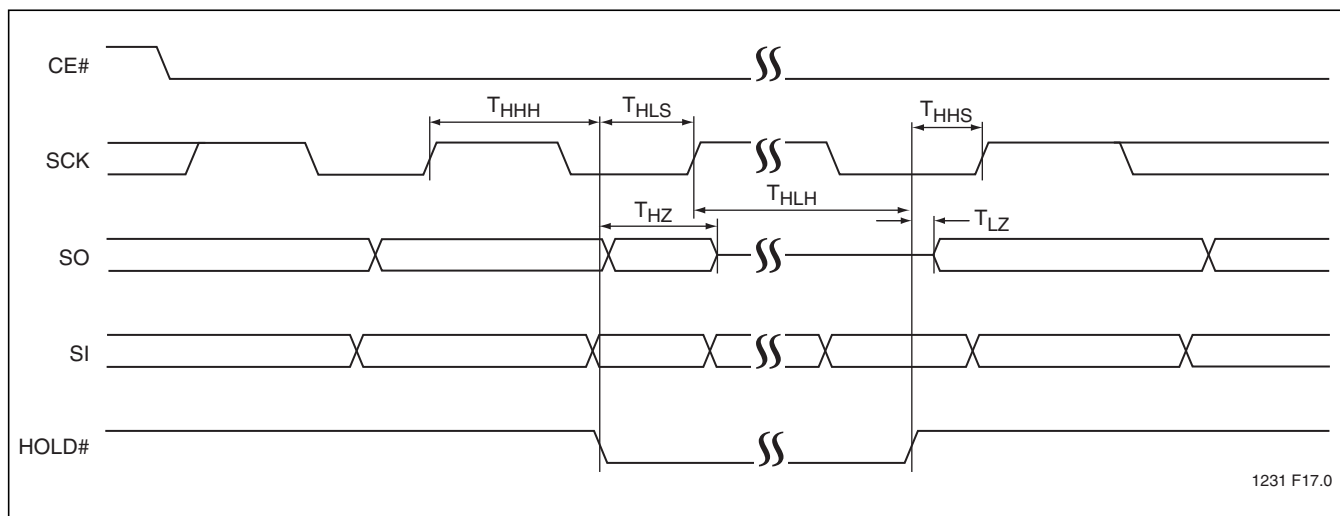 CE#
T_HHH T_HLS T_HHS
SCK
T_HLH
T_HZ T_LZ
SO
SI
HOLD#
1231 F17.0